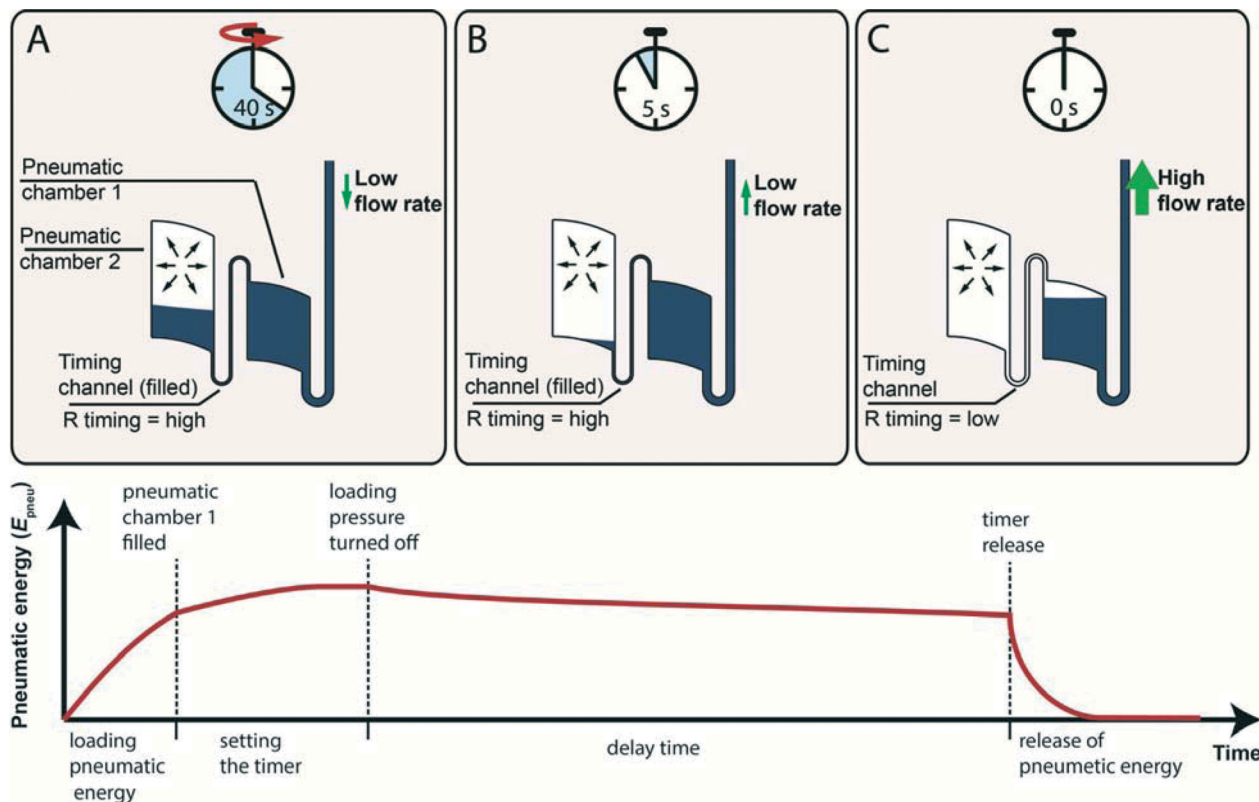 A
40 s
Pneumatic
chamber 1
Pneumatic
chamber 2
Low
flow rate
Timing
channel (filled)
R timing = high
B
5 s
Low
flow rate
Timing
channel (filled)
R timing = high
C
0 s
High
flow rate
Timing
channel
R timing = low
Pneumatic energy (E_pneu)
pneumatic
chamber 1
filled
loading
pressure
turned off
timer
release
loading
pneumatic
energy
setting
the timer
delay time
release of
pneumetic energy
Time